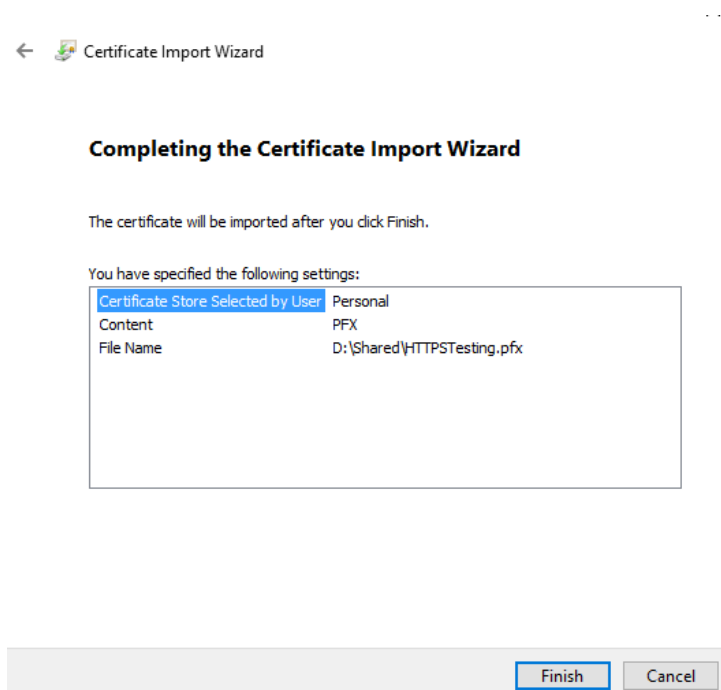 Certificate Import Wizard
Completing the Certificate Import Wizard
The certificate will be imported after you click Finish.
You have specified the following settings:
Certificate Store Selected by User Personal
Content PFX
File Name D:\Shared\HTTPSTesting.pfx
Finish Cancel